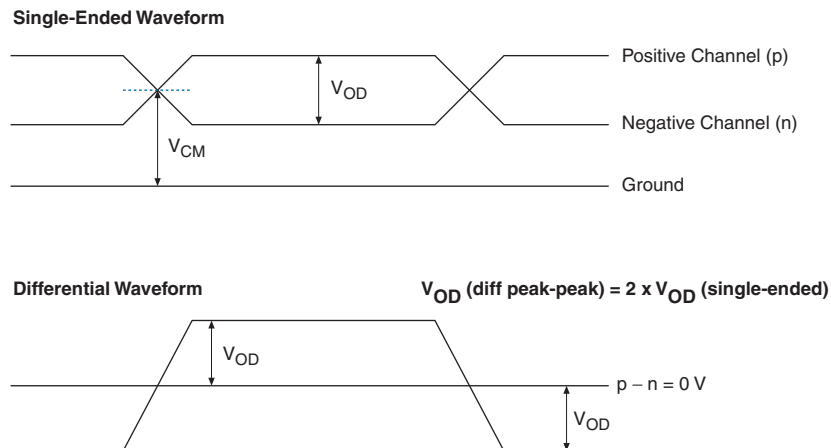 Single-Ended Waveform
Positive Channel (p)
VOD
Negative Channel (n)
VCM
Ground
Differential Waveform
VOD (diff peak-peak) = 2 x VOD (single-ended)
VOD
p – n = 0 V
VOD